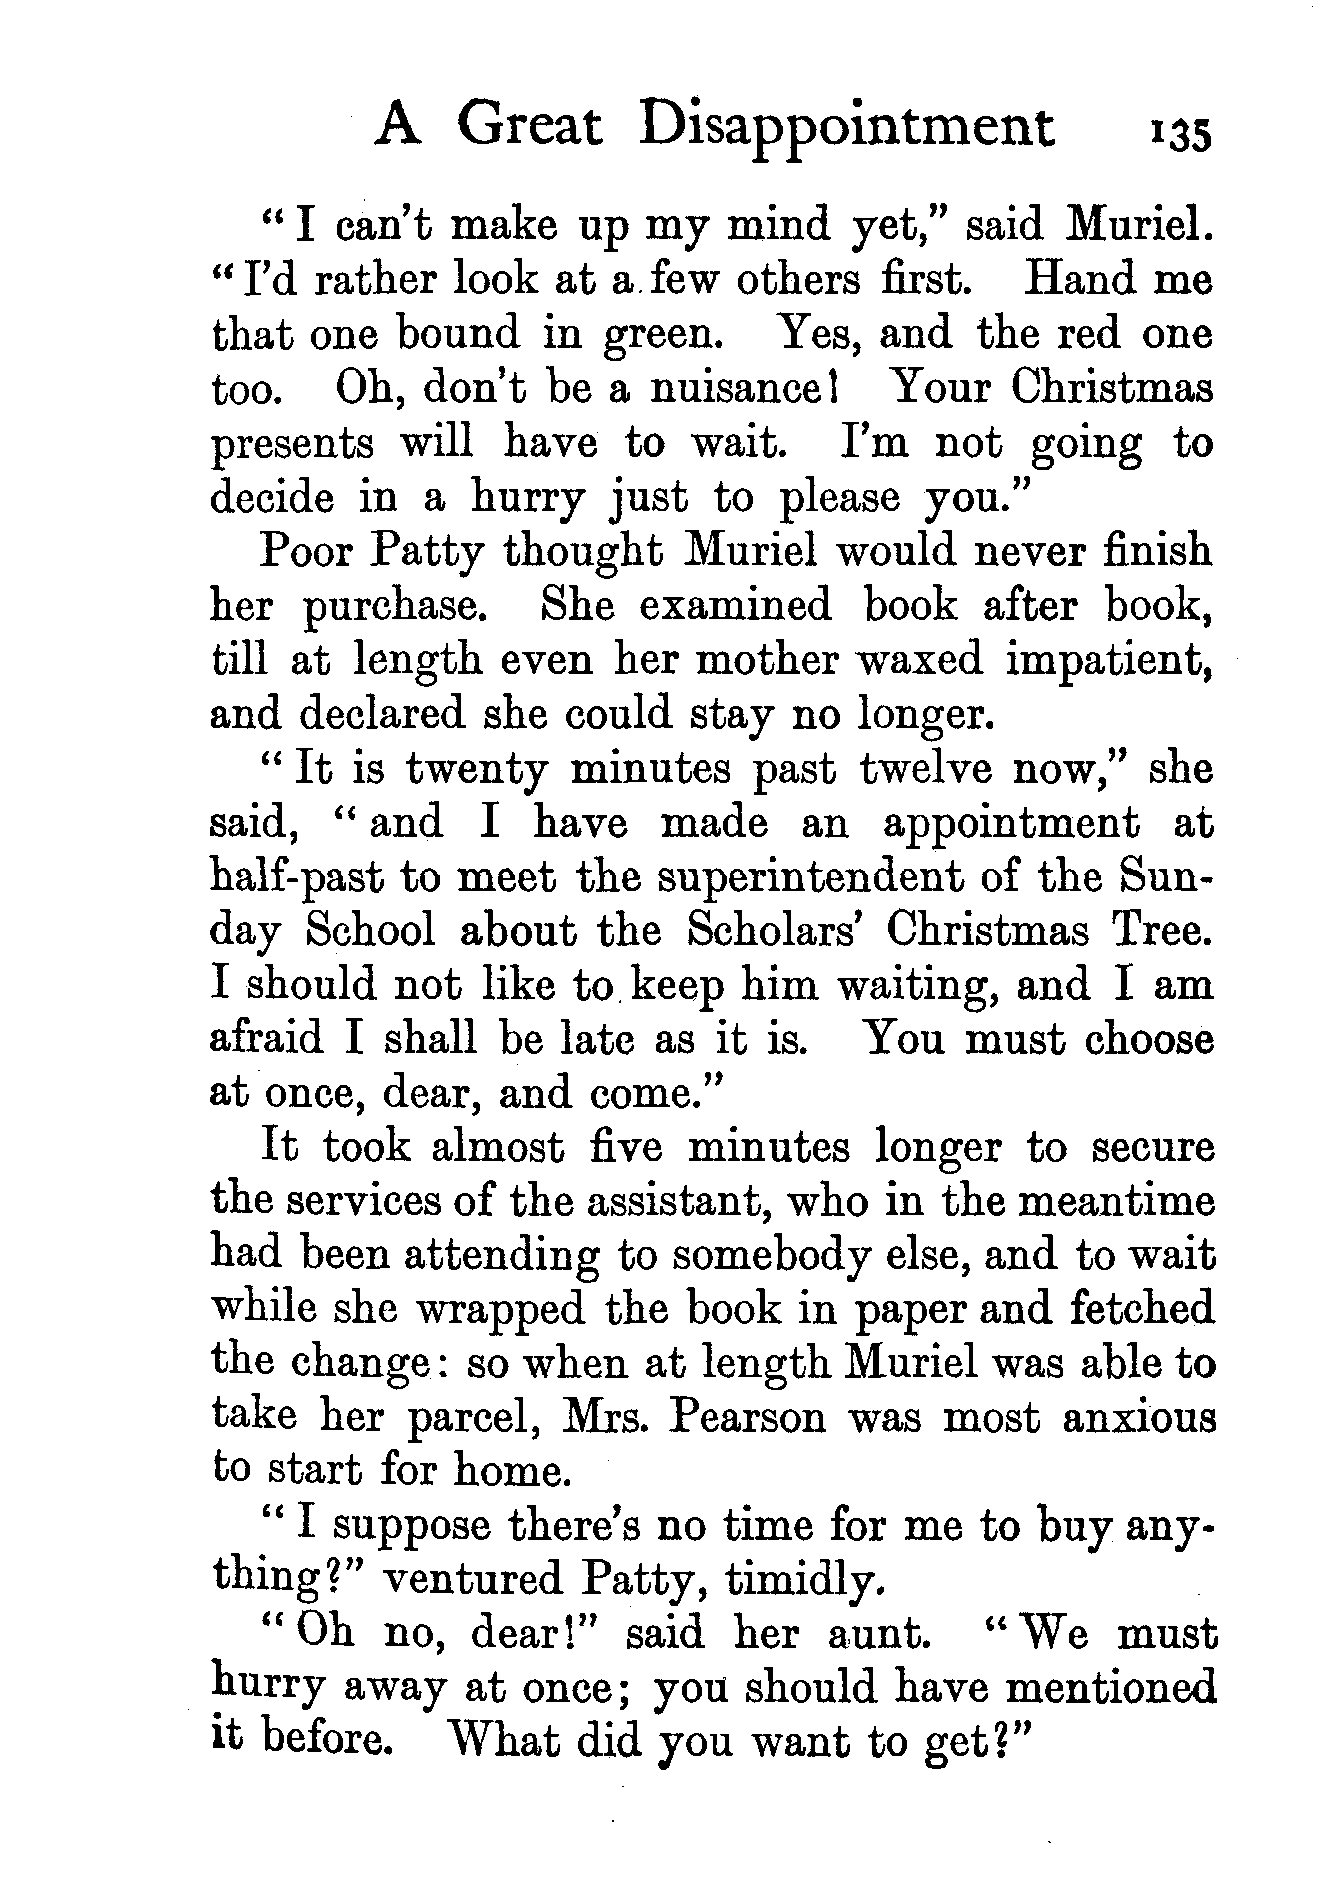 A Great Disappointment 135
“I can't make up my mind yet,” said Muriel.
“I'd rather look at a few others first. Hand me
that one bound in green. Yes, and the red one
too. Oh, don't be a nuisance! Your Christmas
presents will have to wait. I'm not going to
decide in a hurry just to please you.”
Poor Patty thought Muriel would never finish
her purchase. She examined book after book,
till at length even her mother waxed impatient,
and declared she could stay no longer.
“It is twenty minutes past twelve now,” she
said, “and I have made an appointment at
half-past to meet the superintendent of the Sun-
day School about the Scholars' Christmas Tree.
I should not like to keep him waiting, and I am
afraid I shall be late as it is. You must choose
at once, dear, and come.”
It took almost five minutes longer to secure
the services of the assistant, who in the meantime
had been attending to somebody else, and to wait
while she wrapped the book in paper and fetched
the change: so when at length Muriel was able to
take her parcel, Mrs. Pearson was most anxious
to start for home.
“I suppose there's no time for me to buy any-
thing?” ventured Patty, timidly.
“Oh no, dear!” said her aunt. “We must
hurry away at once; you should have mentioned
it before. What did you want to get?”